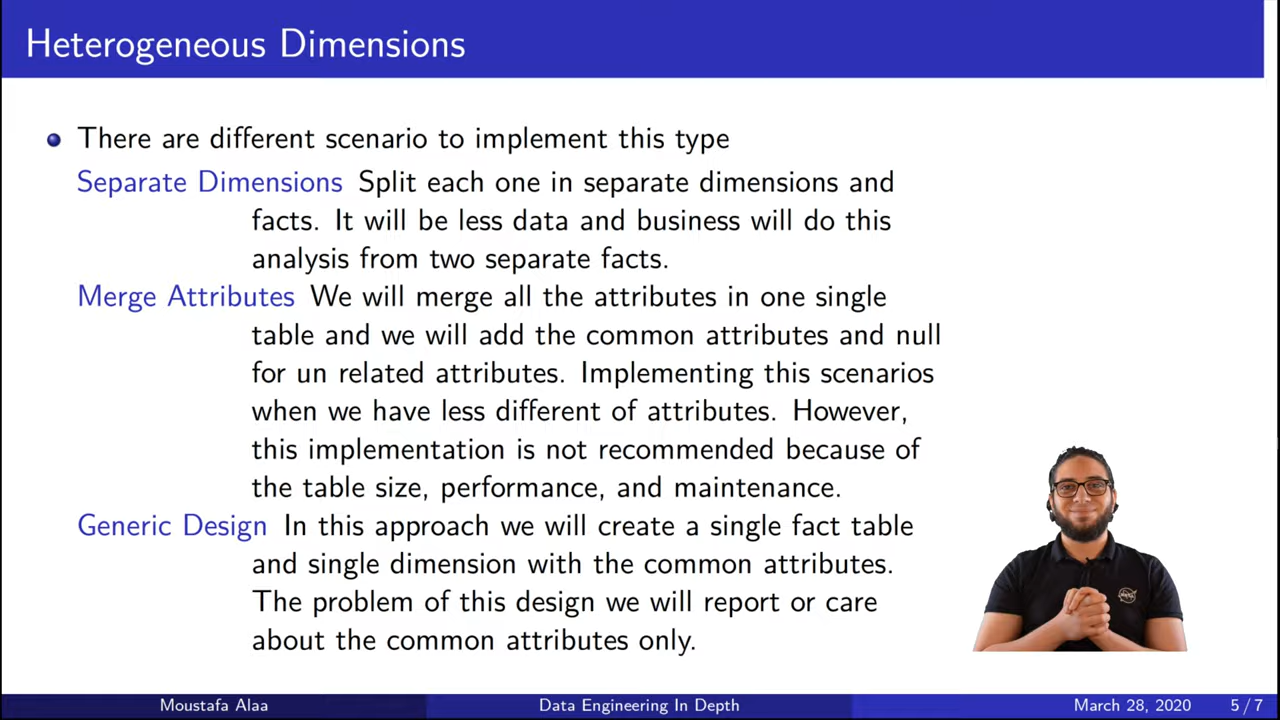 Heterogeneous Dimensions
There are different scenario to implement this type
Separate Dimensions Split each one in separate dimensions and
facts. It will be less data and business will do this
analysis from two separate facts.
Merge Attributes We will merge all the attributes in one single
table and we will add the common attributes and null
for un related attributes. Implementing this scenarios
when we have less different of attributes. However,
this implementation is not recommended because of
the table size, performance, and maintenance.
Generic Design In this approach we will create a single fact table
and single dimension with the common attributes.
The problem of this design we will report or care
about the common attributes only.
Moustafa Alaa Data Engineering In Depth March 28, 2020 5 / 7